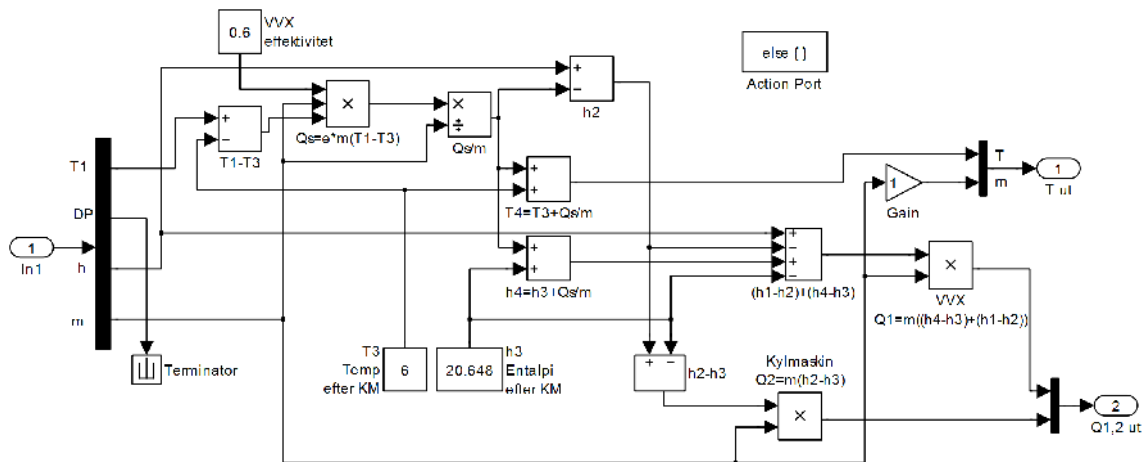 0.6
VVX
effektivitet
else { }
Action Port
+
−
h2
×
Qs=e*m(T1-T3)
×
÷
Qs/m
+
−
T1-T3
T1
DP
h
m
1
In1
+
+
T4=T3+Qs/m
T
m
1
T ut
1
Gain
+
−
+
−
(h1-h2)+(h4-h3)
+
+
h4=h3+Qs/m
×
VVX
Q1=m((h4-h3)+(h1-h2))
Terminator
T3
Temp
efter KM
6
20.648
h3
Entalpi
efter KM
+ −
h2-h3
Kylmaskin
Q2=m(h2-h3)
×
2
Q1,2 ut